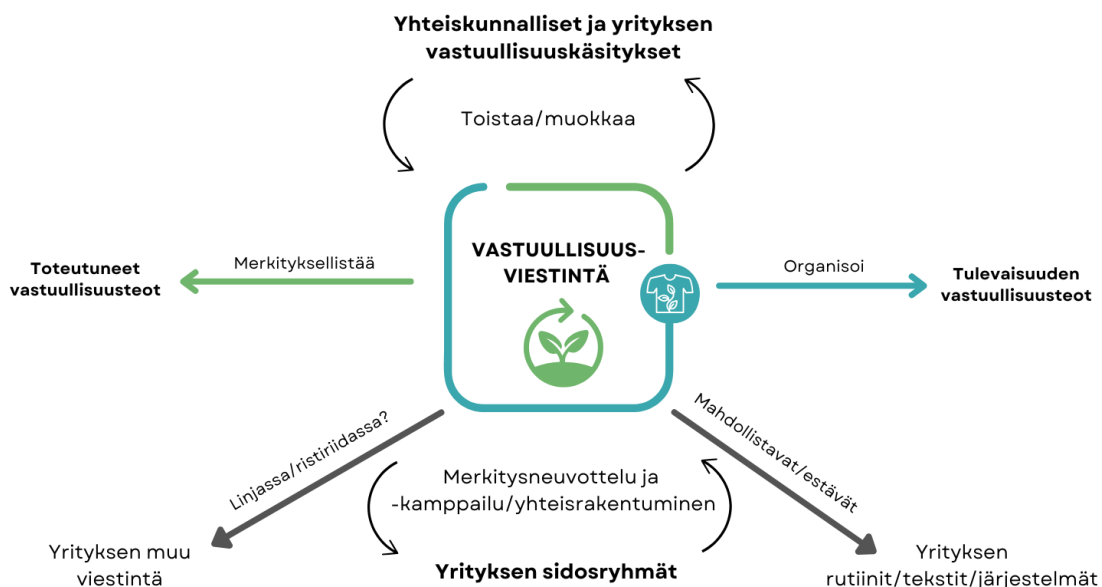 Yhteiskunnalliset ja yrityksen
vastuullisuuskäsitykset
Toistaa/muokkaa
VASTUULLISUUS-
VIESTINTÄ
Toteutuneet
vastuullisuusteot
Merkityksellistää
Organisoi
Tulevaisuuden
vastuullisuusteot
Linjassa/ristiriidassa?
Mahdollistavat/estävät
Merkitysneuvottelu ja
-kamppailu/yhteisrakentuminen
Yrityksen muu
viestintä
Yrityksen sidosryhmät
Yrityksen
rutiinit/tekstit/järjestelmät